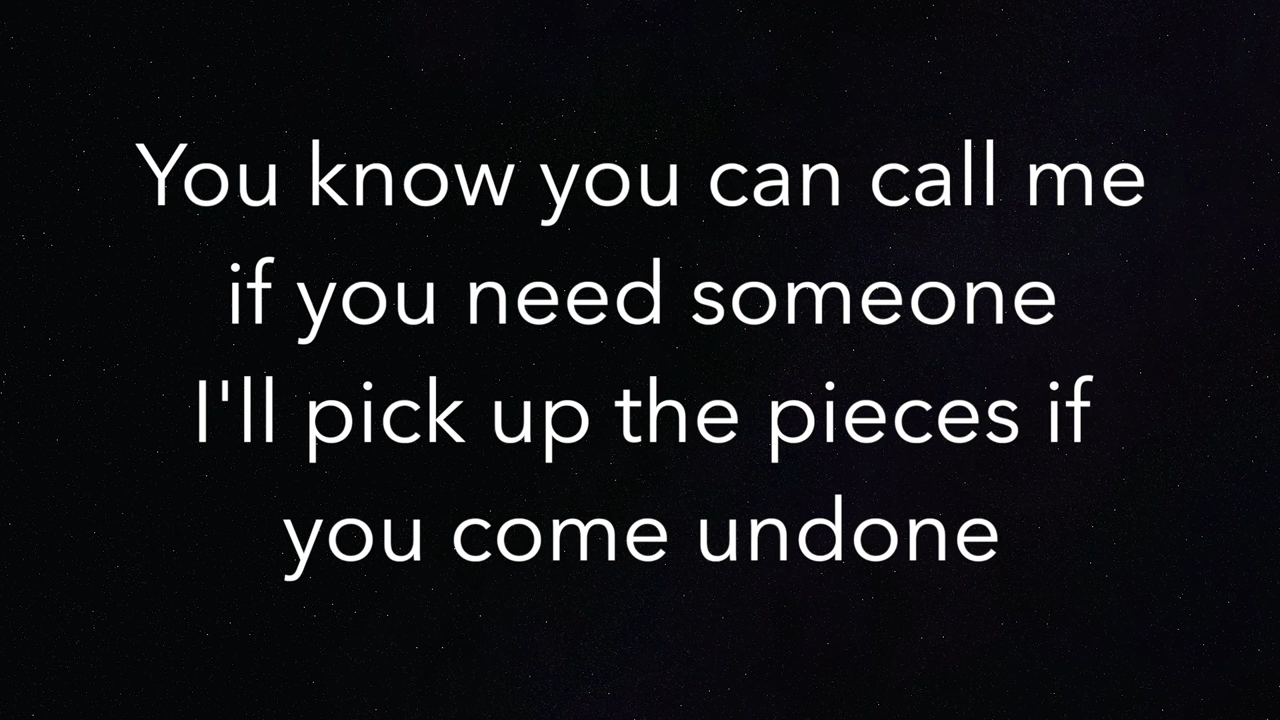 You know you can call me
if you need someone
I'll pick up the pieces if
you come undone